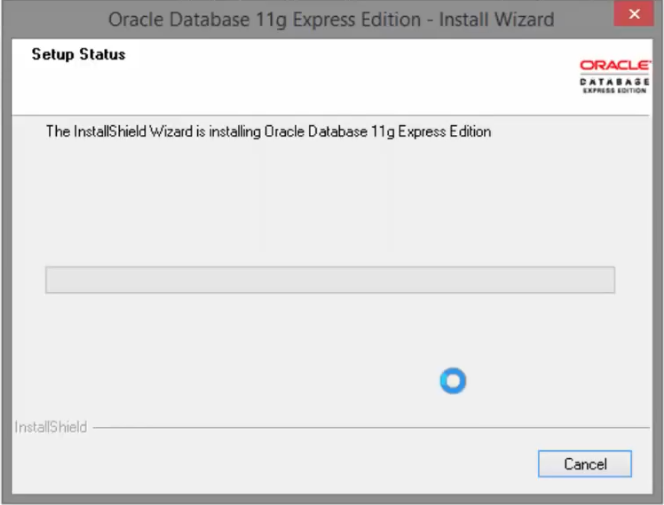 Oracle Database 11g Express Edition - Install Wizard
Setup Status
ORACLE
DATABASE
EXPRESS EDITION
The InstallShield Wizard is installing Oracle Database 11g Express Edition
InstallShield
Cancel